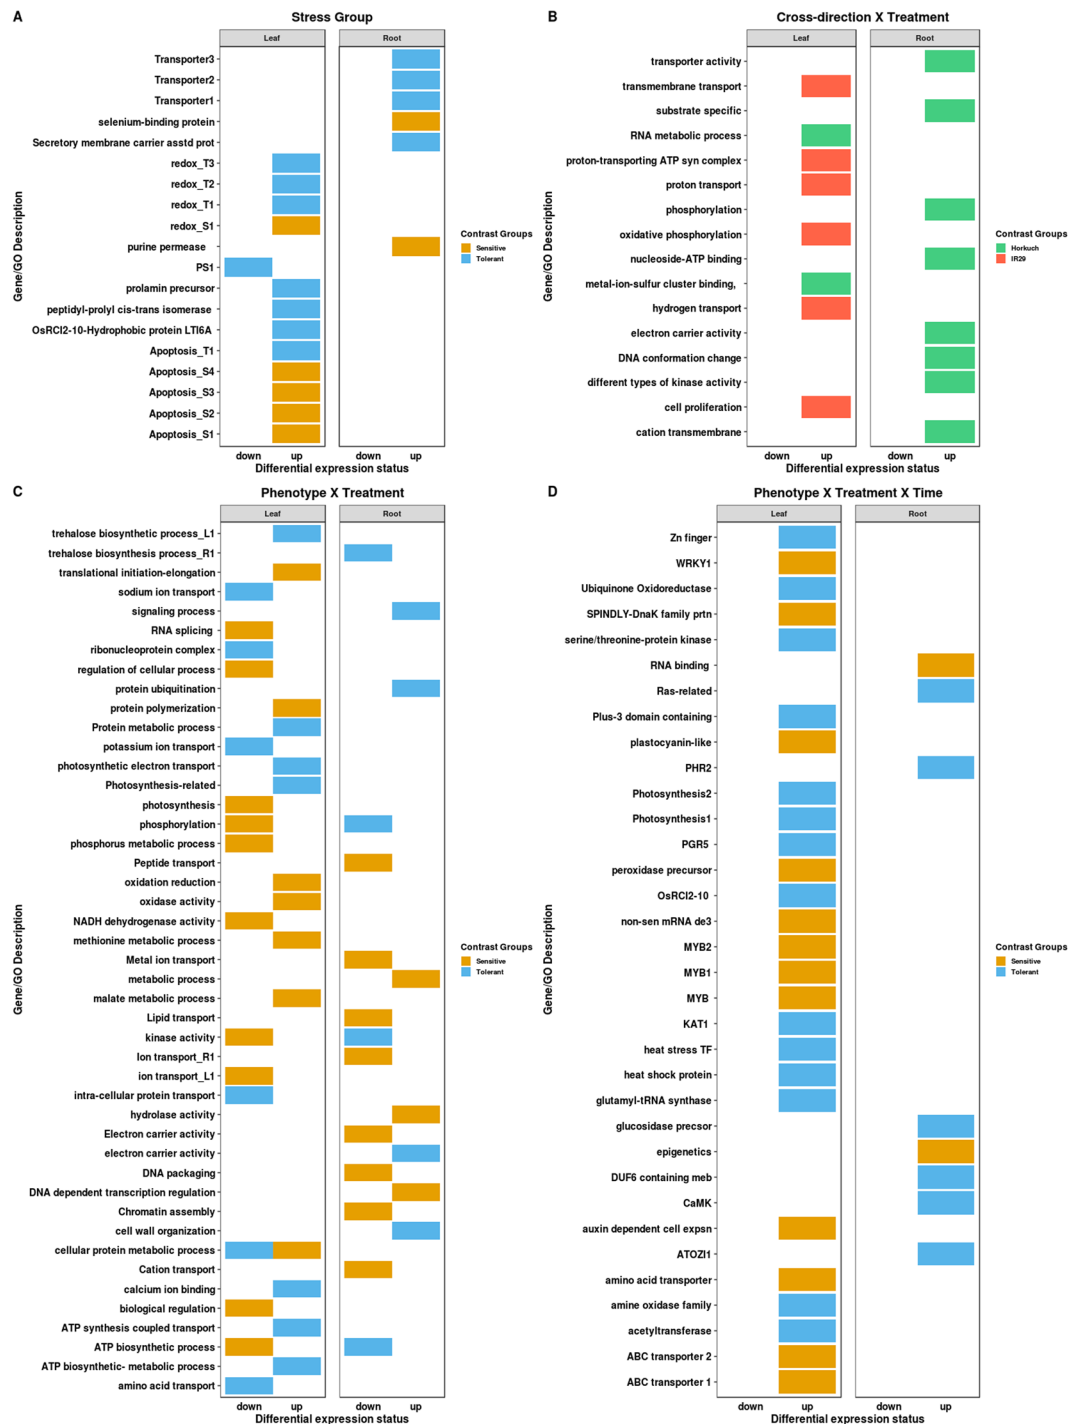 A
Stress Group
Leaf
Root
Transporter3
Transporter2
Transporter1
selenium-binding protein
Secretory membrane carrier asstd prot
redox_T3
redox_T2
redox_T1
redox_S1
purine permease
PS1
prolamin precursor
peptidyl-prolyl cis-trans isomerase
OsRCI2-10-Hydrophobic protein LTI6A
Apoptosis_T1
Apoptosis_S4
Apoptosis_S3
Apoptosis_S2
Apoptosis_S1
Gene/GO Description
down up down up
Differential expression status
Contrast Groups
Sensitive
Tolerant
B
Cross-direction X Treatment
Leaf
Root
transporter activity
transmembrane transport
substrate specific
RNA metabolic process
proton-transporting ATP syn complex
proton transport
phosphorylation
oxidative phosphorylation
nucleoside-ATP binding
metal-ion-sulfur cluster binding,
hydrogen transport
electron carrier activity
DNA conformation change
different types of kinase activity
cell proliferation
cation transmembrane
Gene/GO Description
down up down up
Differential expression status
Contrast Groups
Horkuch
IR29
C
Phenotype X Treatment
Leaf
Root
trehalose biosynthetic process_L1
trehalose biosynthesis process_R1
translational initiation-elongation
sodium ion transport
signaling process
RNA splicing
ribonucleoprotein complex
regulation of cellular process
protein ubiquitination
protein polymerization
Protein metabolic process
potassium ion transport
photosynthetic electron transport
Photosynthesis-related
photosynthesis
phosphorylation
phosphorus metabolic process
Peptide transport
oxidation reduction
oxidase activity
NADH dehydrogenase activity
methionine metabolic process
Metal ion transport
metabolic process
malate metabolic process
Lipid transport
kinase activity
Ion transport_R1
ion transport_L1
intra-cellular protein transport
hydrolase activity
Electron carrier activity
electron carrier activity
DNA packaging
DNA dependent transcription regulation
Chromatin assembly
cell wall organization
cellular protein metabolic process
Cation transport
calcium ion binding
biological regulation
ATP synthesis coupled transport
ATP biosynthetic process
ATP biosynthetic- metabolic process
amino acid transport
Gene/GO Description
down up down up
Differential expression status
Contrast Groups
Sensitive
Tolerant
D
Phenotype X Treatment X Time
Leaf
Root
Zn finger
WRKY1
Ubiquinone Oxidoreductase
SPINDLY-DnaK family prtn
serine/threonine-protein kinase
RNA binding
Ras-related
Plus-3 domain containing
plastocyanin-like
PHR2
Photosynthesis2
Photosynthesis1
PGR5
peroxidase precursor
OsRCI2-10
non-sen mRNA de3
MYB2
MYB1
MYB
KAT1
heat stress TF
heat shock protein
glutamyl-tRNA synthase
glucosidase precsor
epigenetics
DUF6 containing meb
CaMK
auxin dependent cell expsn
ATOZI1
amino acid transporter
amine oxidase family
acetyltransferase
ABC transporter 2
ABC transporter 1
Gene/GO Description
down up down up
Differential expression status
Contrast Groups
Sensitive
Tolerant